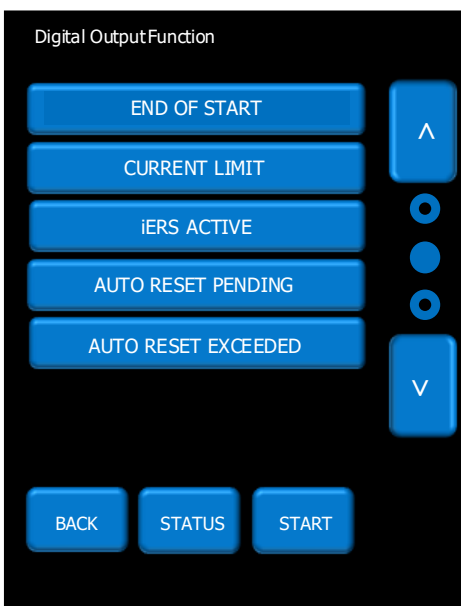 Digital Output Function
END OF START
CURRENT LIMIT
iERS ACTIVE
AUTO RESET PENDING
AUTO RESET EXCEEDED
BACK STATUS START